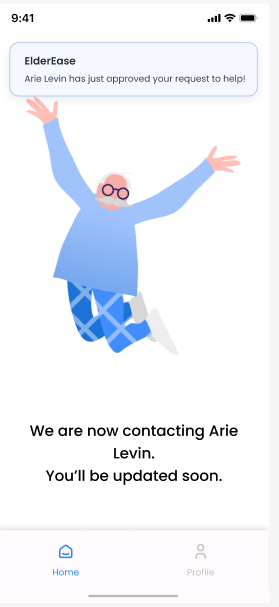 9:41
ElderEase
Arie Levin has just approved your request to help!
We are now contacting Arie
Levin.
You’ll be updated soon.
Home
Profile